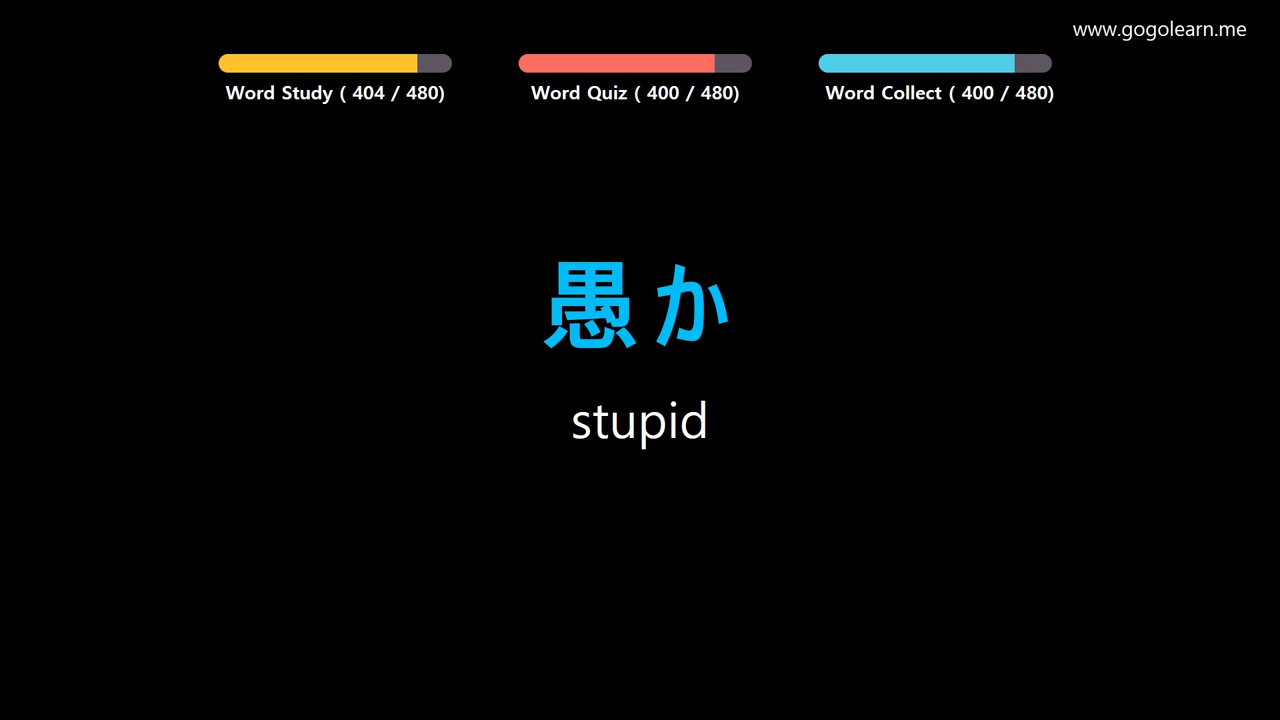 www.gogolearn.me
Word Study ( 404 / 480)
Word Quiz ( 400 / 480)
Word Collect ( 400 / 480)
愚か
stupid